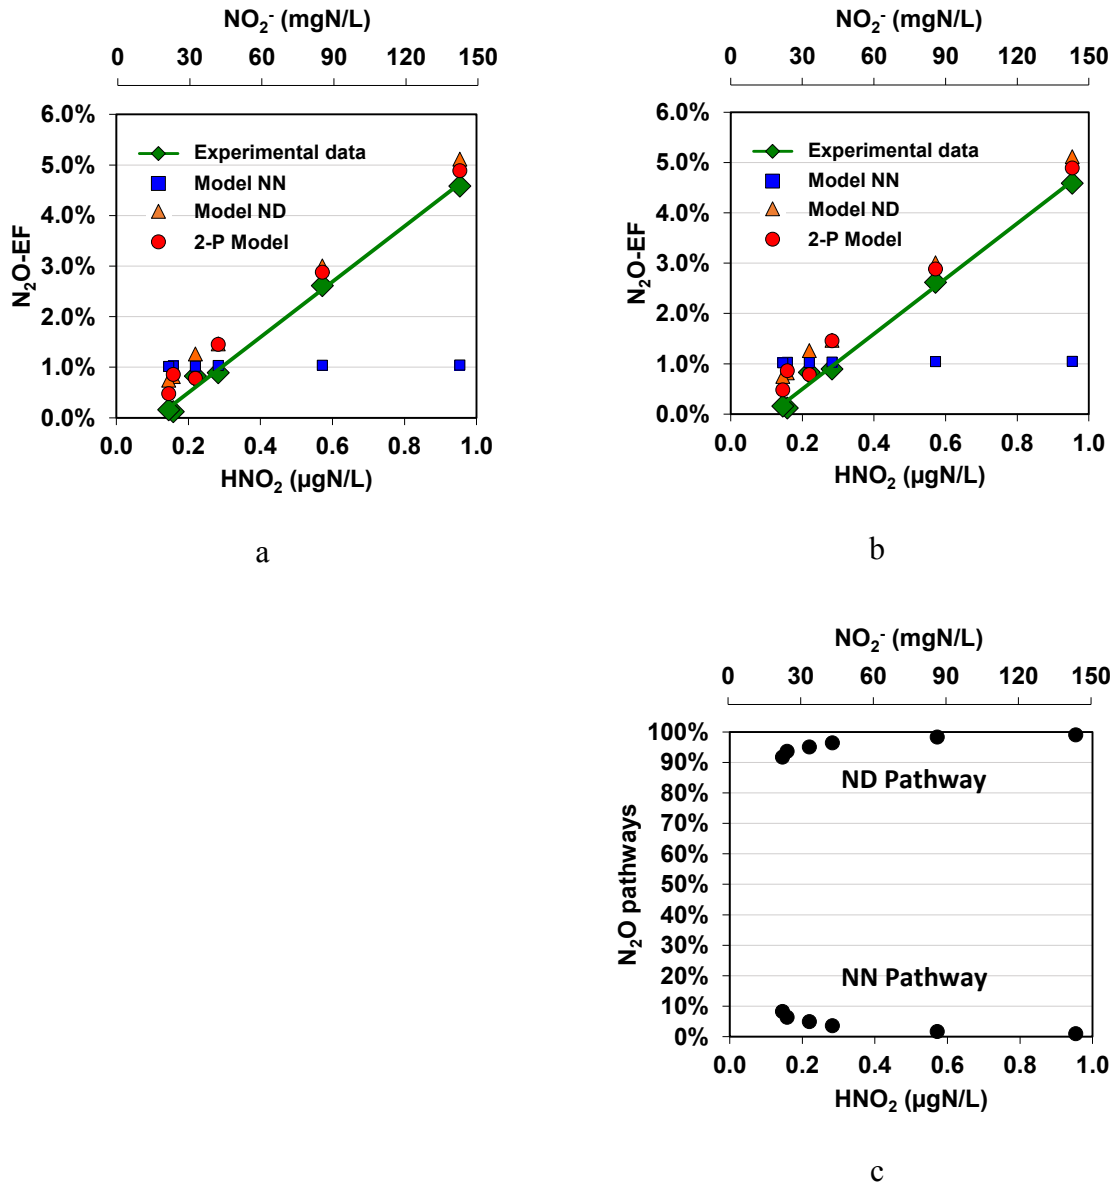 NO₂⁻ (mgN/L)
0 30 60 90 120 150
6.0%
5.0%
4.0%
3.0%
2.0%
1.0%
0.0%
N₂O-EF
Experimental data
Model NN
Model ND
2-P Model
0.0 0.2 0.4 0.6 0.8 1.0
HNO₂ (µgN/L)
a
NO₂⁻ (mgN/L)
0 30 60 90 120 150
6.0%
5.0%
4.0%
3.0%
2.0%
1.0%
0.0%
N₂O-EF
Experimental data
Model NN
Model ND
2-P Model
0.0 0.2 0.4 0.6 0.8 1.0
HNO₂ (µgN/L)
b
NO₂⁻ (mgN/L)
0 30 60 90 120 150
100%
90%
80%
70%
60%
50%
40%
30%
20%
10%
0%
N₂O pathways
ND Pathway
NN Pathway
0.0 0.2 0.4 0.6 0.8 1.0
HNO₂ (µgN/L)
c